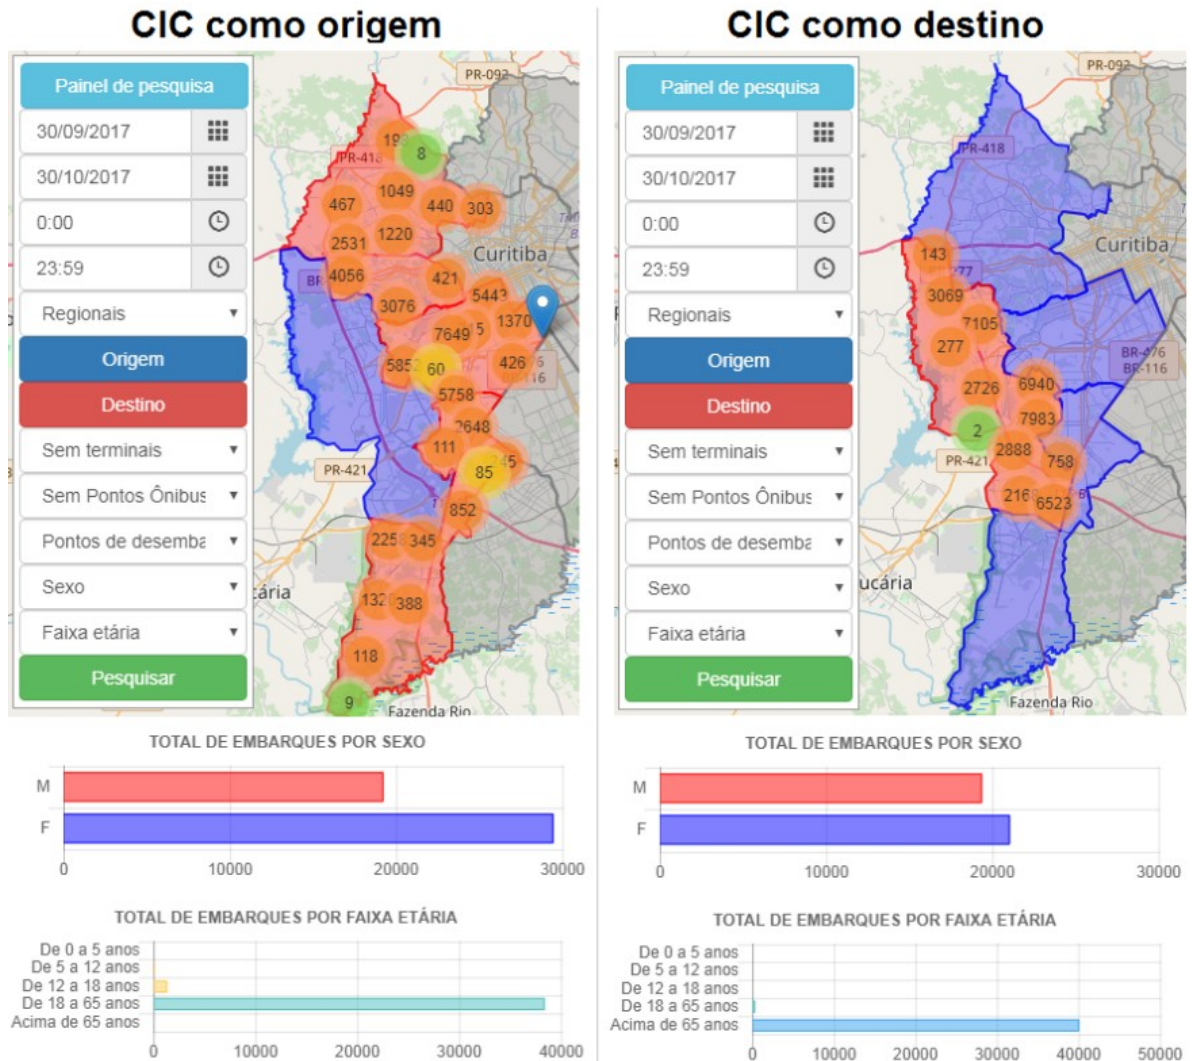 CIC como origem
Painel de pesquisa
30/09/2017
30/10/2017
0:00
23:59
Regionais
Origem
Destino
Sem terminais
Sem Pontos Ônibus
Pontos de desemba
Sexo
Faixa etária
Pesquisar
PR-092
8
PR-418
1049
467
440
303
2531
1220
Curitiba
4056
421
3076
5443
1370
7649
426
60
116
5758
2648
111
PR-421
85
852
345
388
118
9
Fazenda Rio
TOTAL DE EMBARQUES POR SEXO
M
F
0 10000 20000 30000
TOTAL DE EMBARQUES POR FAIXA ETÁRIA
De 0 a 5 anos
De 5 a 12 anos
De 12 a 18 anos
De 18 a 65 anos
Acima de 65 anos
0 10000 20000 30000 40000
CIC como destino
Painel de pesquisa
30/09/2017
30/10/2017
0:00
23:59
Regionais
Origem
Destino
Sem terminais
Sem Pontos Ônibus
Pontos de desemba
Sexo
Faixa etária
Pesquisar
PR-092
PR-418
Curitiba
143
3069
7105
277
BR-476
BR-116
2726
6940
7983
2
PR-421
2888
758
6523
ucária
Fazenda Rio
TOTAL DE EMBARQUES POR SEXO
M
F
0 10000 20000 30000
TOTAL DE EMBARQUES POR FAIXA ETÁRIA
De 0 a 5 anos
De 5 a 12 anos
De 12 a 18 anos
De 18 a 65 anos
Acima de 65 anos
0 10000 20000 30000 40000 50000